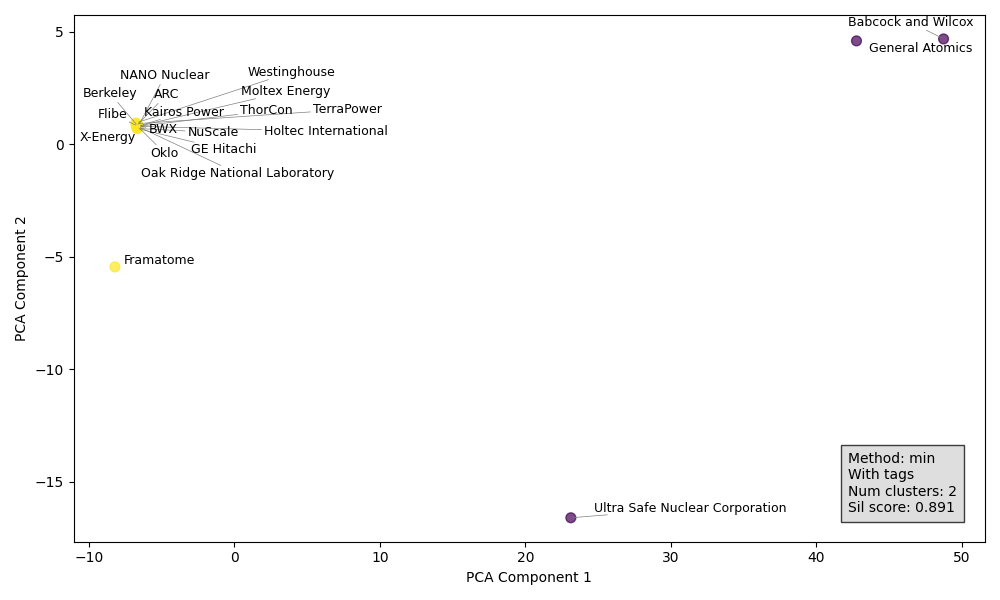 Babcock and Wilcox
General Atomics
NANO Nuclear
Westinghouse
Berkeley
ARC
Moltex Energy
Flibe
Kairos Power
ThorCon
TerraPower
X-Energy
BWX
NuScale
Holtec International
Oklo
GE Hitachi
Oak Ridge National Laboratory
Framatome
Ultra Safe Nuclear Corporation
Method: min
With tags
Num clusters: 2
Sil score: 0.891
5
0
−5
−10
−15
PCA Component 2
−10
0
10
20
30
40
50
PCA Component 1